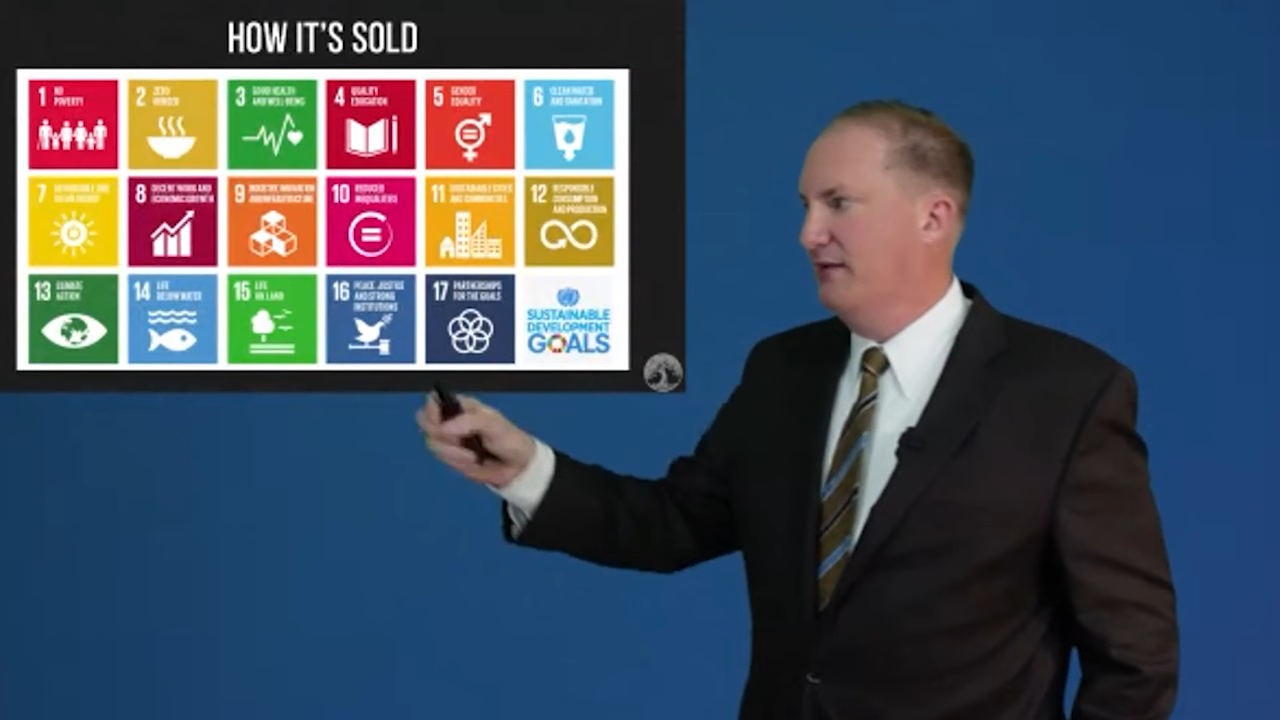 HOW IT'S SOLD
1 NO
POVERTY
2 ZERO
HUNGER
3 GOOD HEALTH
AND WELL-BEING
4 QUALITY
EDUCATION
5 GENDER
EQUALITY
6 CLEAN WATER
AND SANITATION
7 AFFORDABLE AND
CLEAN ENERGY
8 DECENT WORK AND
ECONOMIC GROWTH
9 INDUSTRY, INNOVATION
AND INFRASTRUCTURE
10 REDUCED
INEQUALITIES
11 SUSTAINABLE CITIES
AND COMMUNITIES
12 RESPONSIBLE
CONSUMPTION
AND PRODUCTION
13 CLIMATE
ACTION
14 LIFE
BELOW WATER
15 LIFE
ON LAND
16 PEACE, JUSTICE
AND STRONG
INSTITUTIONS
17 PARTNERSHIPS
FOR THE GOALS
SUSTAINABLE
DEVELOPMENT
GOALS